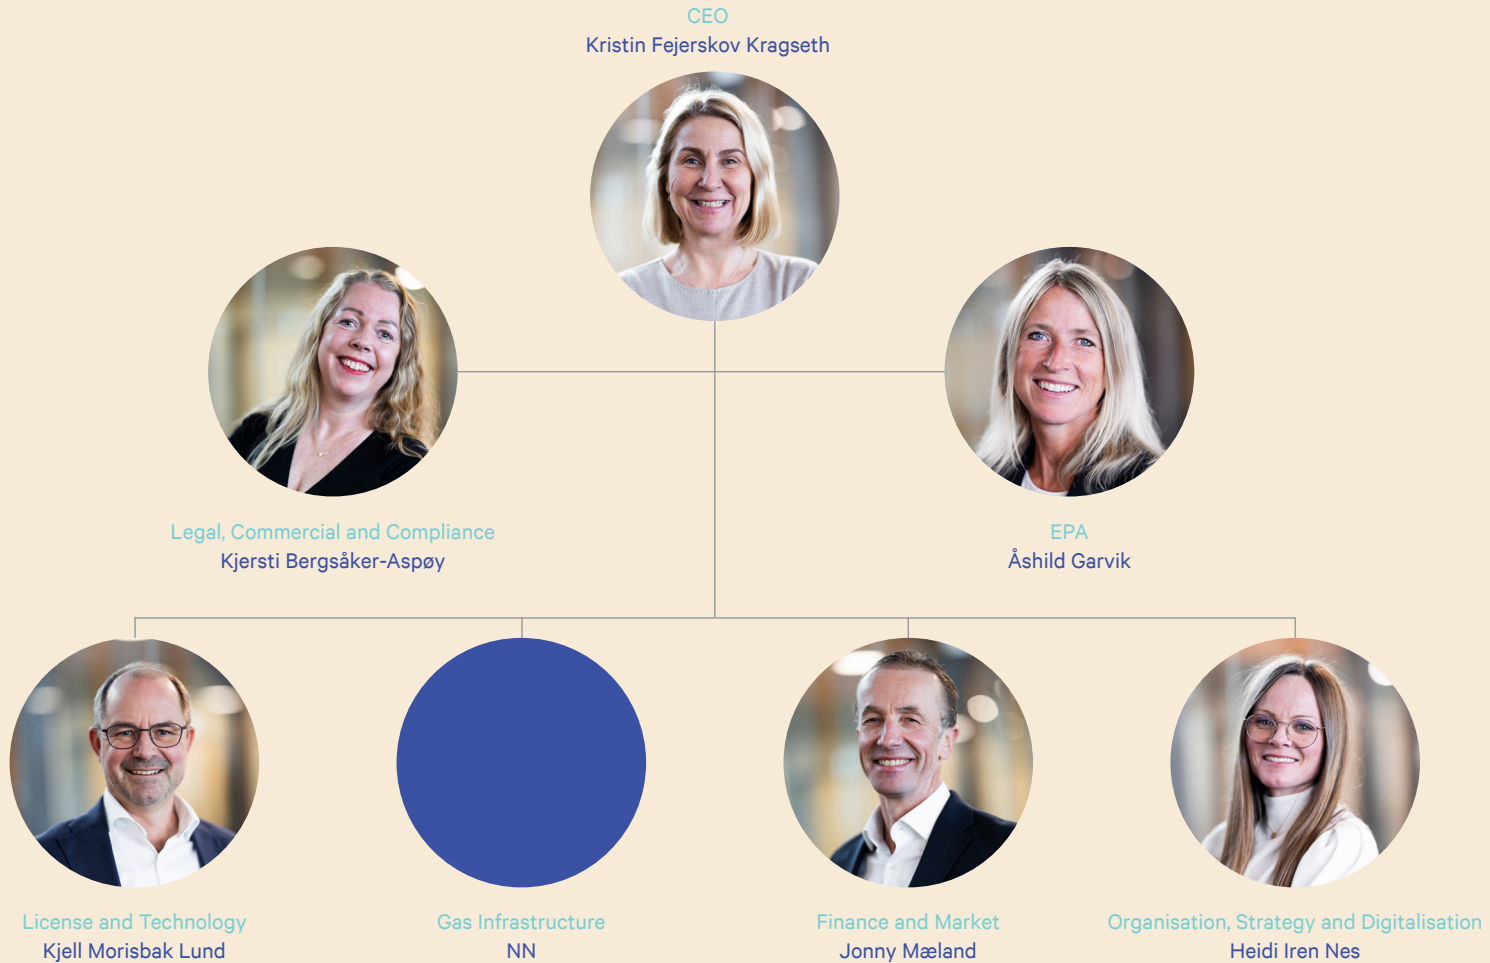 CEO
Kristin Fejerskov Kragseth
Legal, Commercial and Compliance
Kjersti Bergsåker-Aspøy
EPA
Åshild Garvik
License and Technology
Kjell Morisbak Lund
Gas Infrastructure
NN
Finance and Market
Jonny Mæland
Organisation, Strategy and Digitalisation
Heidi Iren Nes